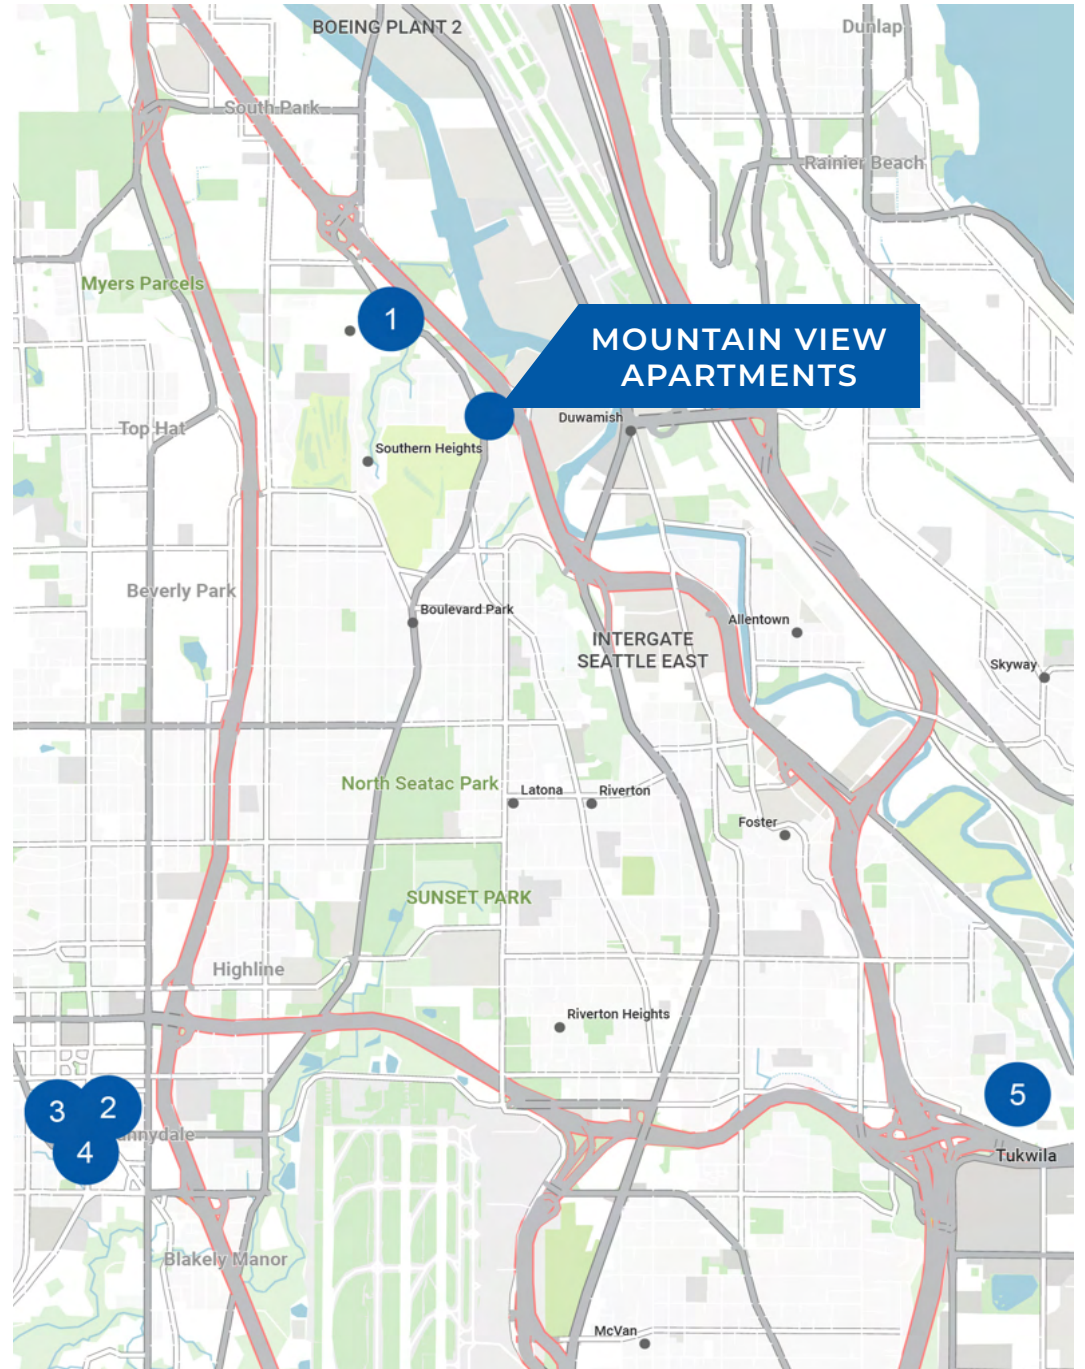 BOEING PLANT 2
Dunlap
South Park
Rainier Beach
Myers Parcels
1
MOUNTAIN VIEW
APARTMENTS
Duwamish
Top Hat
Southern Heights
Beverly Park
Boulevard Park
Allentown
INTERGATE
SEATTLE EAST
Skyway
North Seatac Park
Latona
Riverton
Foster
SUNSET PARK
Highline
Riverton Heights
3
2
5
4
Tukwila
Blakely Manor
McVan